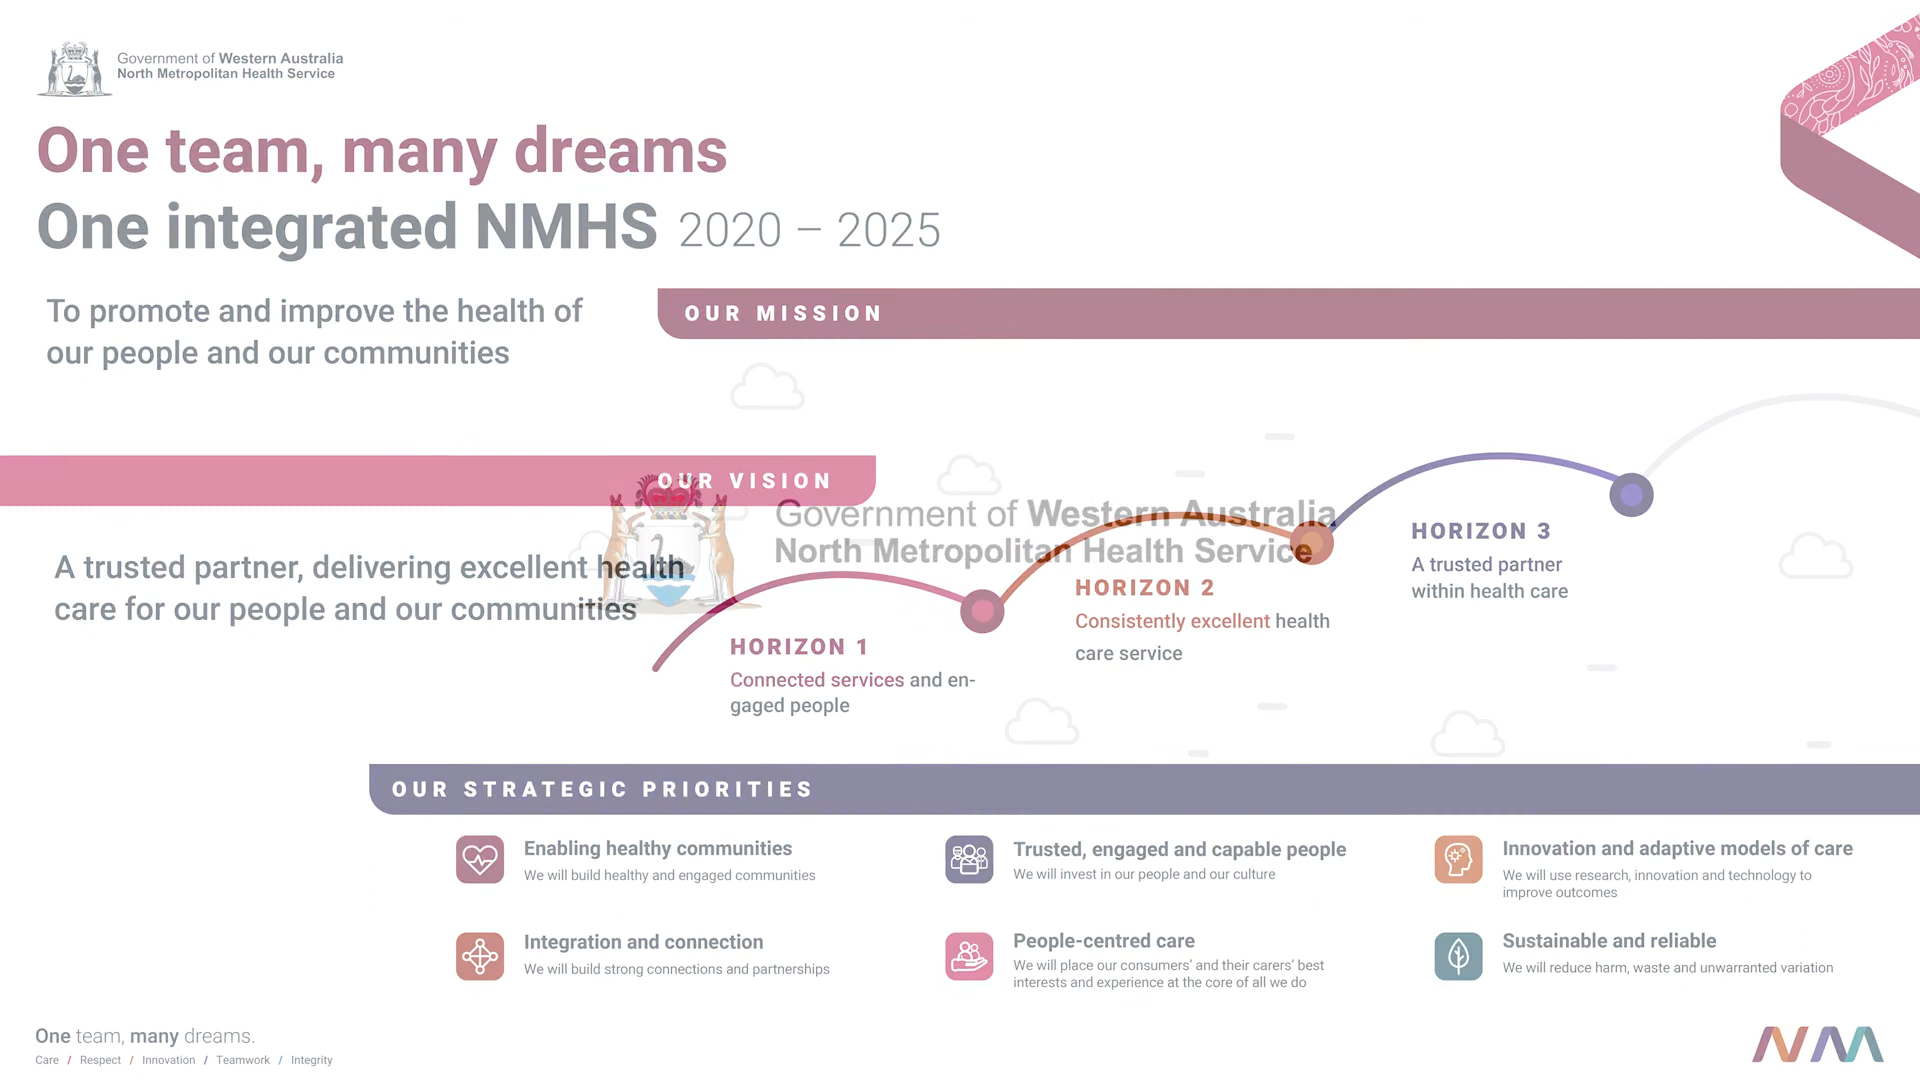 Government of Western Australia
North Metropolitan Health Service
One team, many dreams
One integrated NMHS 2020 – 2025
To promote and improve the health of
our people and our communities
OUR MISSION
OUR VISION
A trusted partner, delivering excellent health
care for our people and our communities
Government of Western Australia
North Metropolitan Health Service
HORIZON 1
Connected services and en-
gaged people
HORIZON 2
Consistently excellent health
care service
HORIZON 3
A trusted partner
within health care
OUR STRATEGIC PRIORITIES
Enabling healthy communities
We will build healthy and engaged communities
Trusted, engaged and capable people
We will invest in our people and our culture
Innovation and adaptive models of care
We will use research, innovation and technology to
improve outcomes
Integration and connection
We will build strong connections and partnerships
People-centred care
We will place our consumers’ and their carers’ best
interests and experience at the core of all we do
Sustainable and reliable
We will reduce harm, waste and unwarranted variation
One team, many dreams.
Care / Respect / Innovation / Teamwork / Integrity
NM